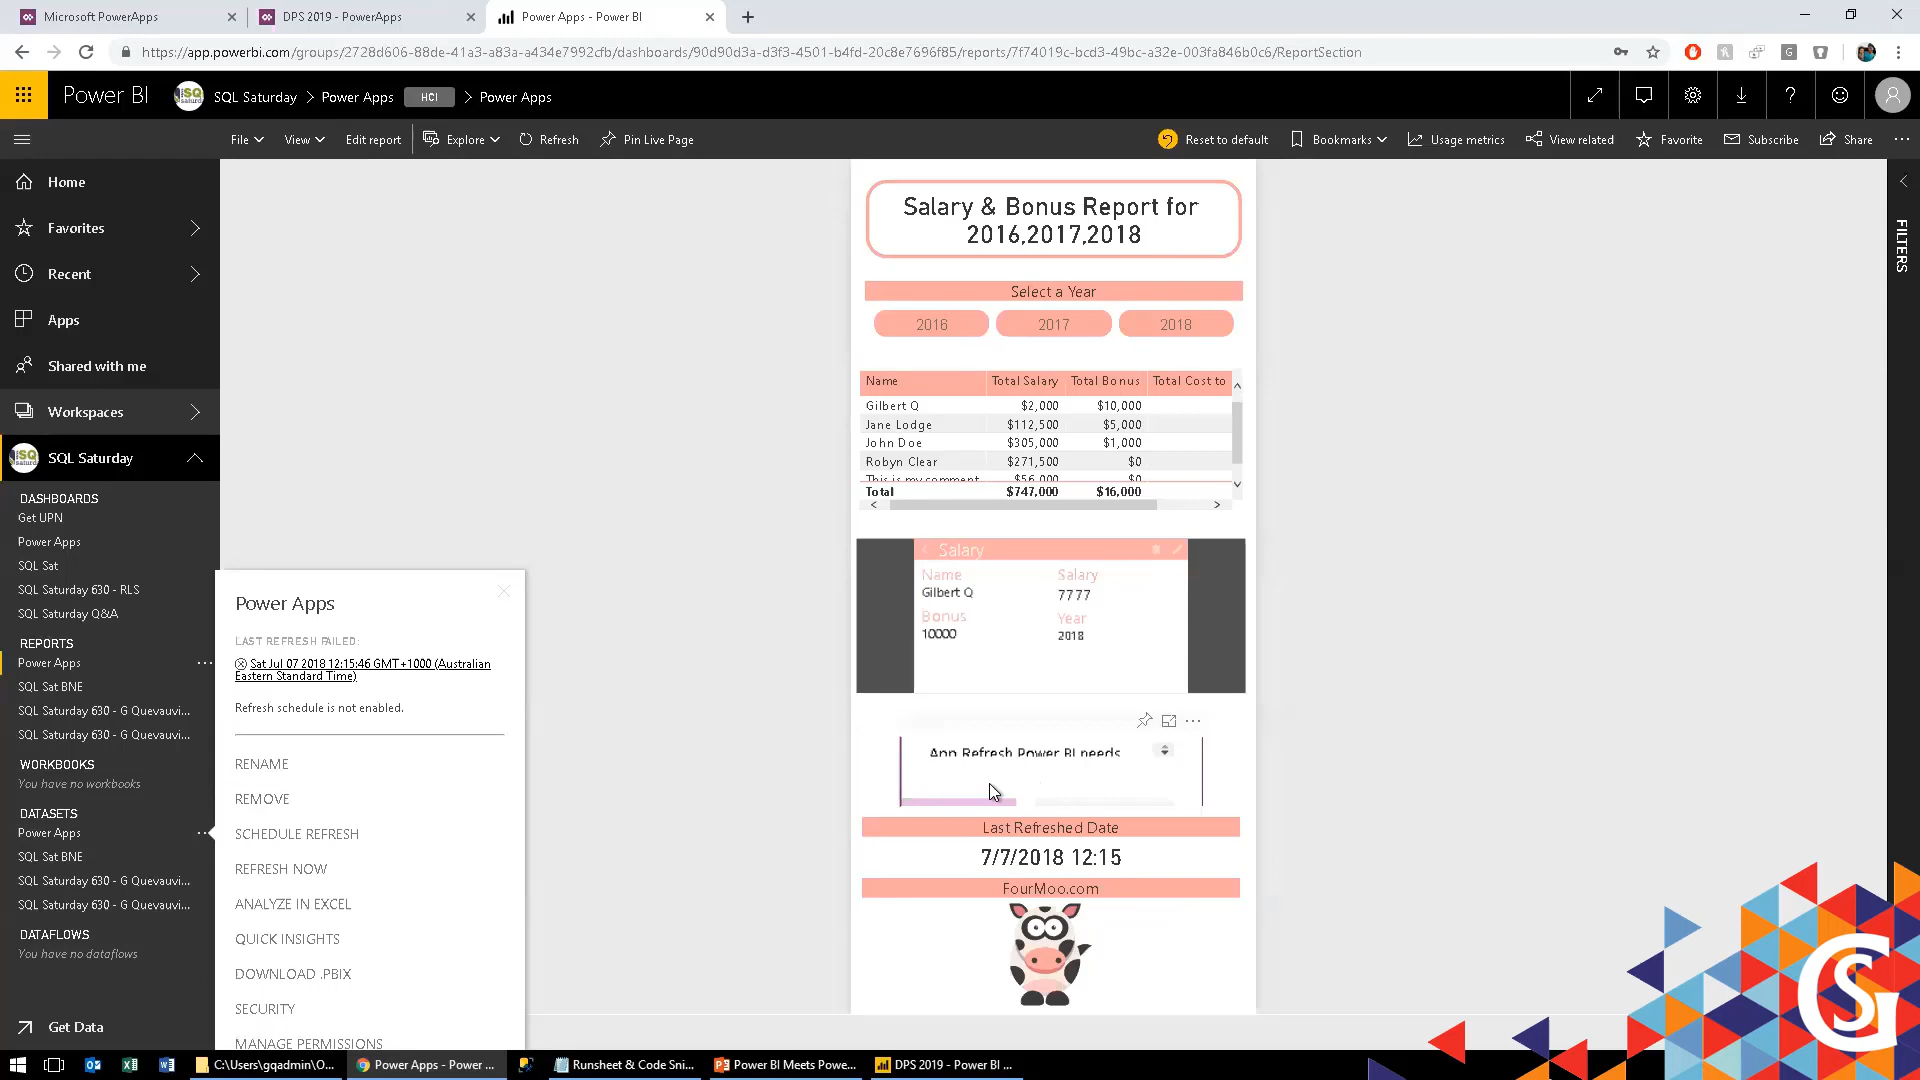 Microsoft PowerApps
DPS 2019 - PowerApps
Power Apps - Power BI
https://app.powerbi.com/groups/2728d606-88de-41a3-a83a-a434e7992cfb/dashboards/90d90d3a-d3f3-4501-b4fd-20c8e7696f85/reports/7f74019c-bcd3-49bc-a32e-003fa846b0c6/ReportSection
Power BI
SQL Saturday
Power Apps
HCI
Power Apps
File
View
Edit report
Explore
Refresh
Pin Live Page
Reset to default
Bookmarks
Usage metrics
View related
Favorite
Subscribe
Share
Home
Favorites
Recent
Apps
Shared with me
Workspaces
SQL Saturday
DASHBOARDS
Get UPN
Power Apps
SQL Sat
SQL Saturday 630 - RLS
SQL Saturday Q&A
REPORTS
Power Apps
SQL Sat BNE
SQL Saturday 630 - G Quevauvi...
SQL Saturday 630 - G Quevauvi...
WORKBOOKS
You have no workbooks
DATASETS
Power Apps
SQL Sat BNE
SQL Saturday 630 - G Quevauvi...
SQL Saturday 630 - G Quevauvi...
DATAFLOWS
You have no dataflows
Get Data
Power Apps
LAST REFRESH FAILED:
Sat Jul 07 2018 12:15:46 GMT+1000 (Australian
Eastern Standard Time)
Refresh schedule is not enabled.
RENAME
REMOVE
SCHEDULE REFRESH
REFRESH NOW
ANALYZE IN EXCEL
QUICK INSIGHTS
DOWNLOAD .PBIX
SECURITY
MANAGE PERMISSIONS
Salary & Bonus Report for
2016,2017,2018
Select a Year
2016 2017 2018
Name Total Salary Total Bonus Total Cost to
Gilbert Q $2,000 $10,000
Jane Lodge $112,500 $5,000
John Doe $305,000 $1,000
Robyn Clear $271,500 $0
This is my comment $56,000 $0
Total $747,000 $16,000
Salary
Name Salary
Gilbert Q 7777
Bonus Year
10000 2018
App Refresh Power BI needs
Last Refreshed Date
7/7/2018 12:15
FourMoo.com
FILTERS
GS
C:\Users\gqadmin\O...
Power Apps - Power ...
Runsheet & Code Sni...
Power BI Meets Powe...
DPS 2019 - Power BI ...